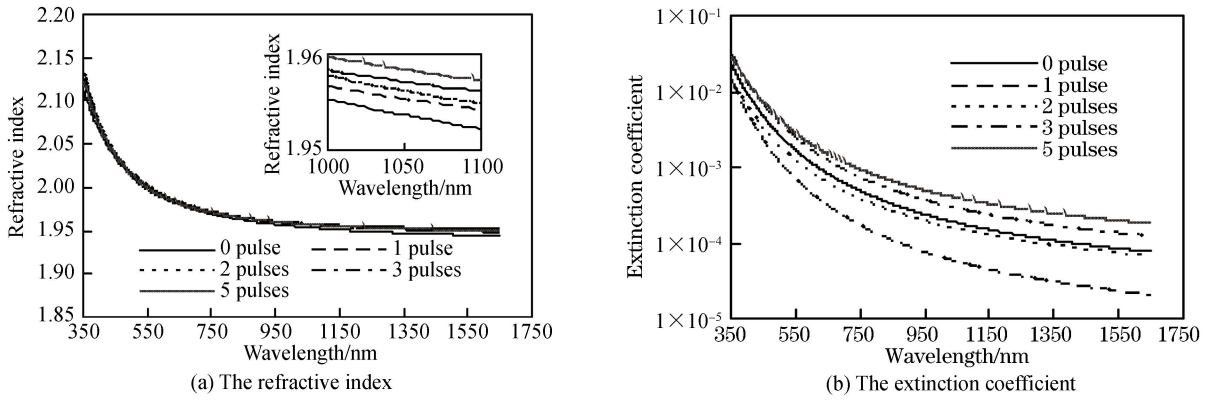 2.20
2.15
2.10
2.05
2.00
1.95
1.90
1.85
Refractive index
350 550 750 950 1150 1350 1550 1750
Wavelength/nm
1.96
1.95
Refractive index
1000 1050 1100
Wavelength/nm
0 pulse 1 pulse
2 pulses 3 pulses
5 pulses
(a) The refractive index
1×10⁻¹
1×10⁻²
1×10⁻³
1×10⁻⁴
1×10⁻⁵
Extinction coefficient
0 pulse
1 pulse
2 pulses
3 pulses
5 pulses
350 550 750 950 1150 1350 1550 1750
Wavelength/nm
(b) The extinction coefficient